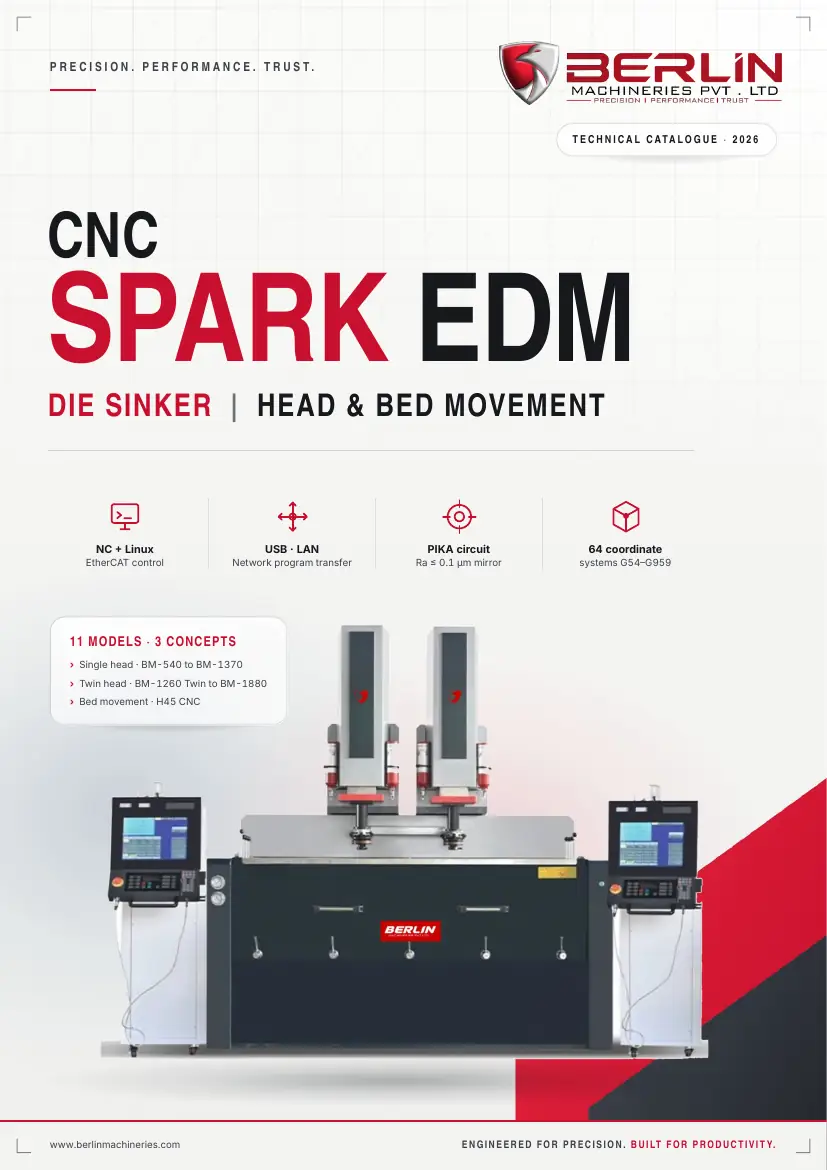 PRECISION. PERFORMANCE. TRUST.
BERLIN
MACHINERIES PVT . LTD
PRECISION | PERFORMANCE | TRUST
TECHNICAL CATALOGUE · 2026
CNC
SPARK EDM
DIE SINKER | HEAD & BED MOVEMENT
NC + Linux
EtherCAT control
USB · LAN
Network program transfer
PIKA circuit
Ra ≤ 0.1 μm mirror
64 coordinate
systems G54–G959
11 MODELS · 3 CONCEPTS
› Single head · BM-540 to BM-1370
› Twin head · BM-1260 Twin to BM-1880
› Bed movement · H45 CNC
BERLIN
www.berlinmachineries.com
ENGINEERED FOR PRECISION. BUILT FOR PRODUCTIVITY.